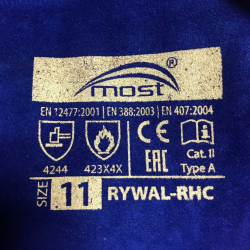 most®
EN 12477:2001 | EN 388:2003 | EN 407:2004
4244 423X4X CE EAC Cat. II
Type A
SIZE 11 RYWAL-RHC